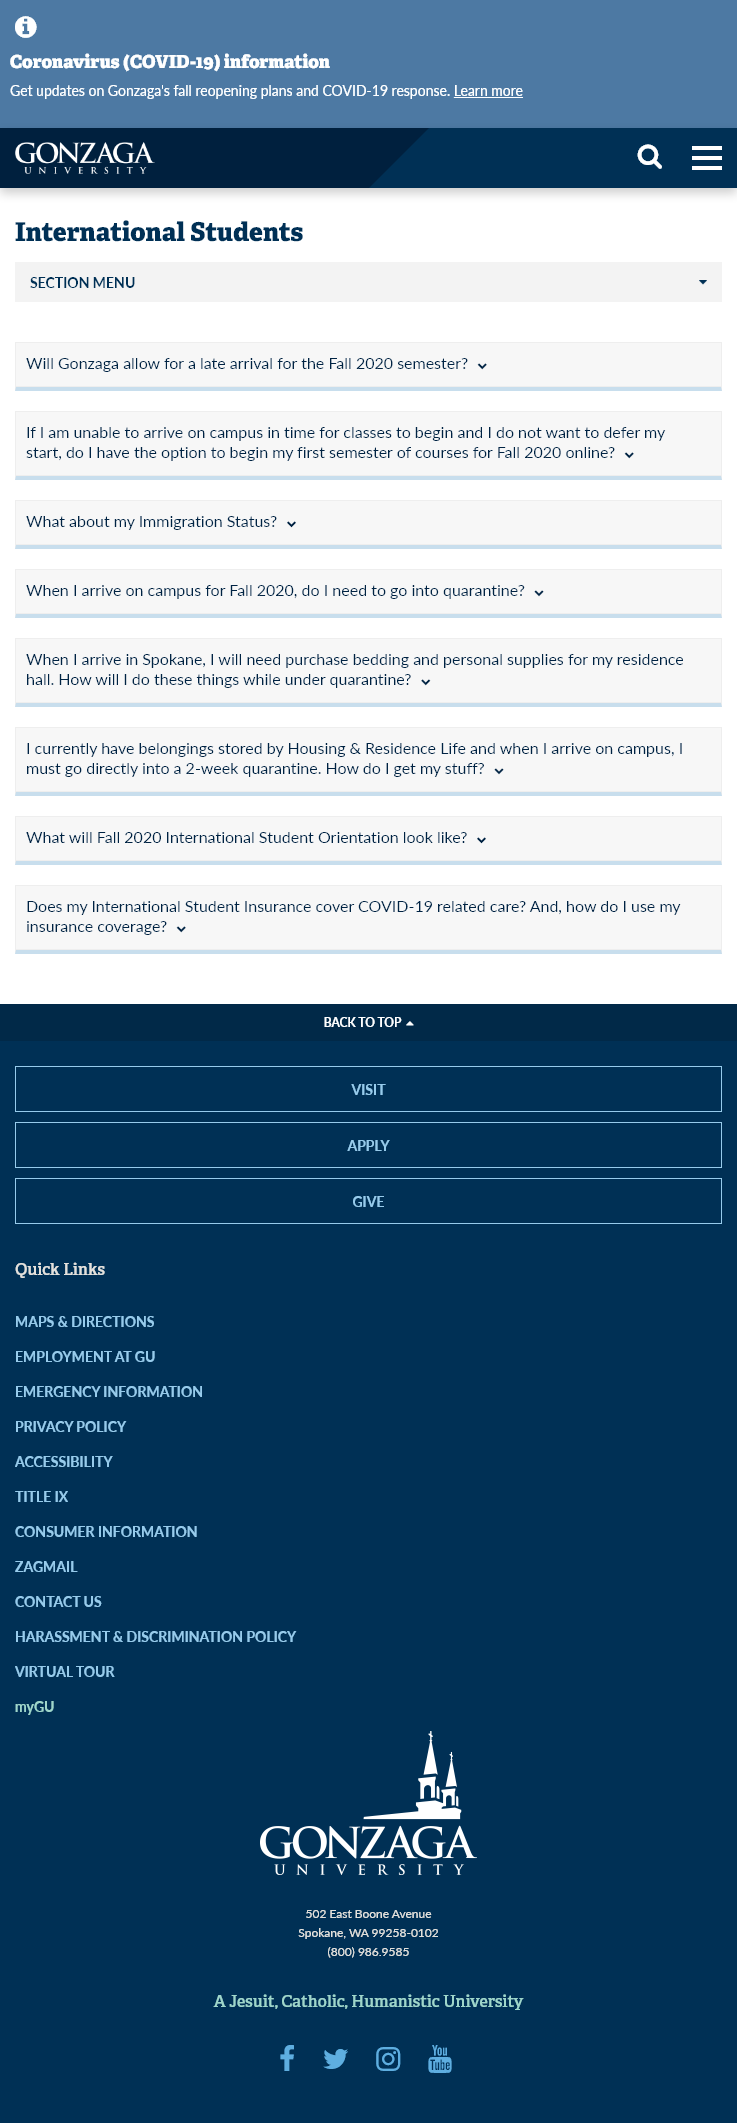 Coronavirus (COVID-19) information
Get updates on Gonzaga's fall reopening plans and COVID-19 response. Learn more
GONZAGA
UNIVERSITY
International Students
SECTION MENU
Will Gonzaga allow for a late arrival for the Fall 2020 semester?
If I am unable to arrive on campus in time for classes to begin and I do not want to defer my
start, do I have the option to begin my first semester of courses for Fall 2020 online?
What about my Immigration Status?
When I arrive on campus for Fall 2020, do I need to go into quarantine?
When I arrive in Spokane, I will need purchase bedding and personal supplies for my residence
hall. How will I do these things while under quarantine?
I currently have belongings stored by Housing & Residence Life and when I arrive on campus, I
must go directly into a 2-week quarantine. How do I get my stuff?
What will Fall 2020 International Student Orientation look like?
Does my International Student Insurance cover COVID-19 related care? And, how do I use my
insurance coverage?
BACK TO TOP
VISIT
APPLY
GIVE
Quick Links
MAPS & DIRECTIONS
EMPLOYMENT AT GU
EMERGENCY INFORMATION
PRIVACY POLICY
ACCESSIBILITY
TITLE IX
CONSUMER INFORMATION
ZAGMAIL
CONTACT US
HARASSMENT & DISCRIMINATION POLICY
VIRTUAL TOUR
myGU
GONZAGA
UNIVERSITY
502 East Boone Avenue
Spokane, WA 99258-0102
(800) 986.9585
A Jesuit, Catholic, Humanistic University
You
Tube